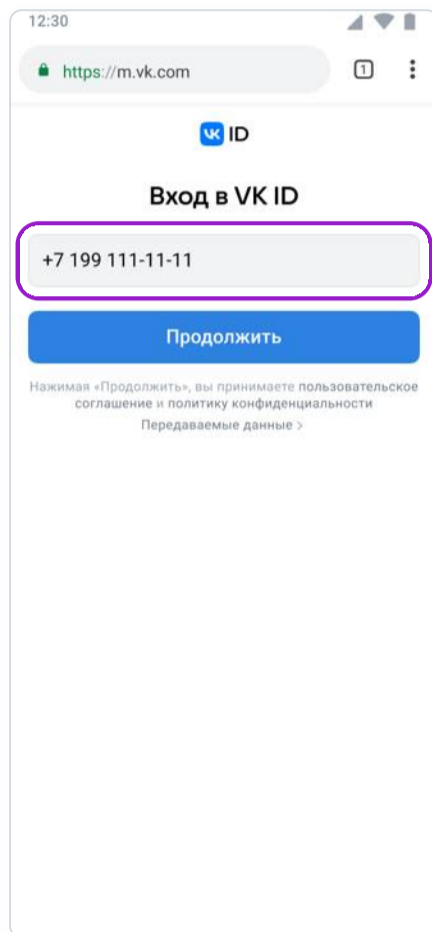 12:30
https://m.vk.com 1
VK ID
Вход в VK ID
+7 199 111-11-11
Продолжить
Нажимая «Продолжить», вы принимаете пользовательское
соглашение и политику конфиденциальности
Передаваемые данные >